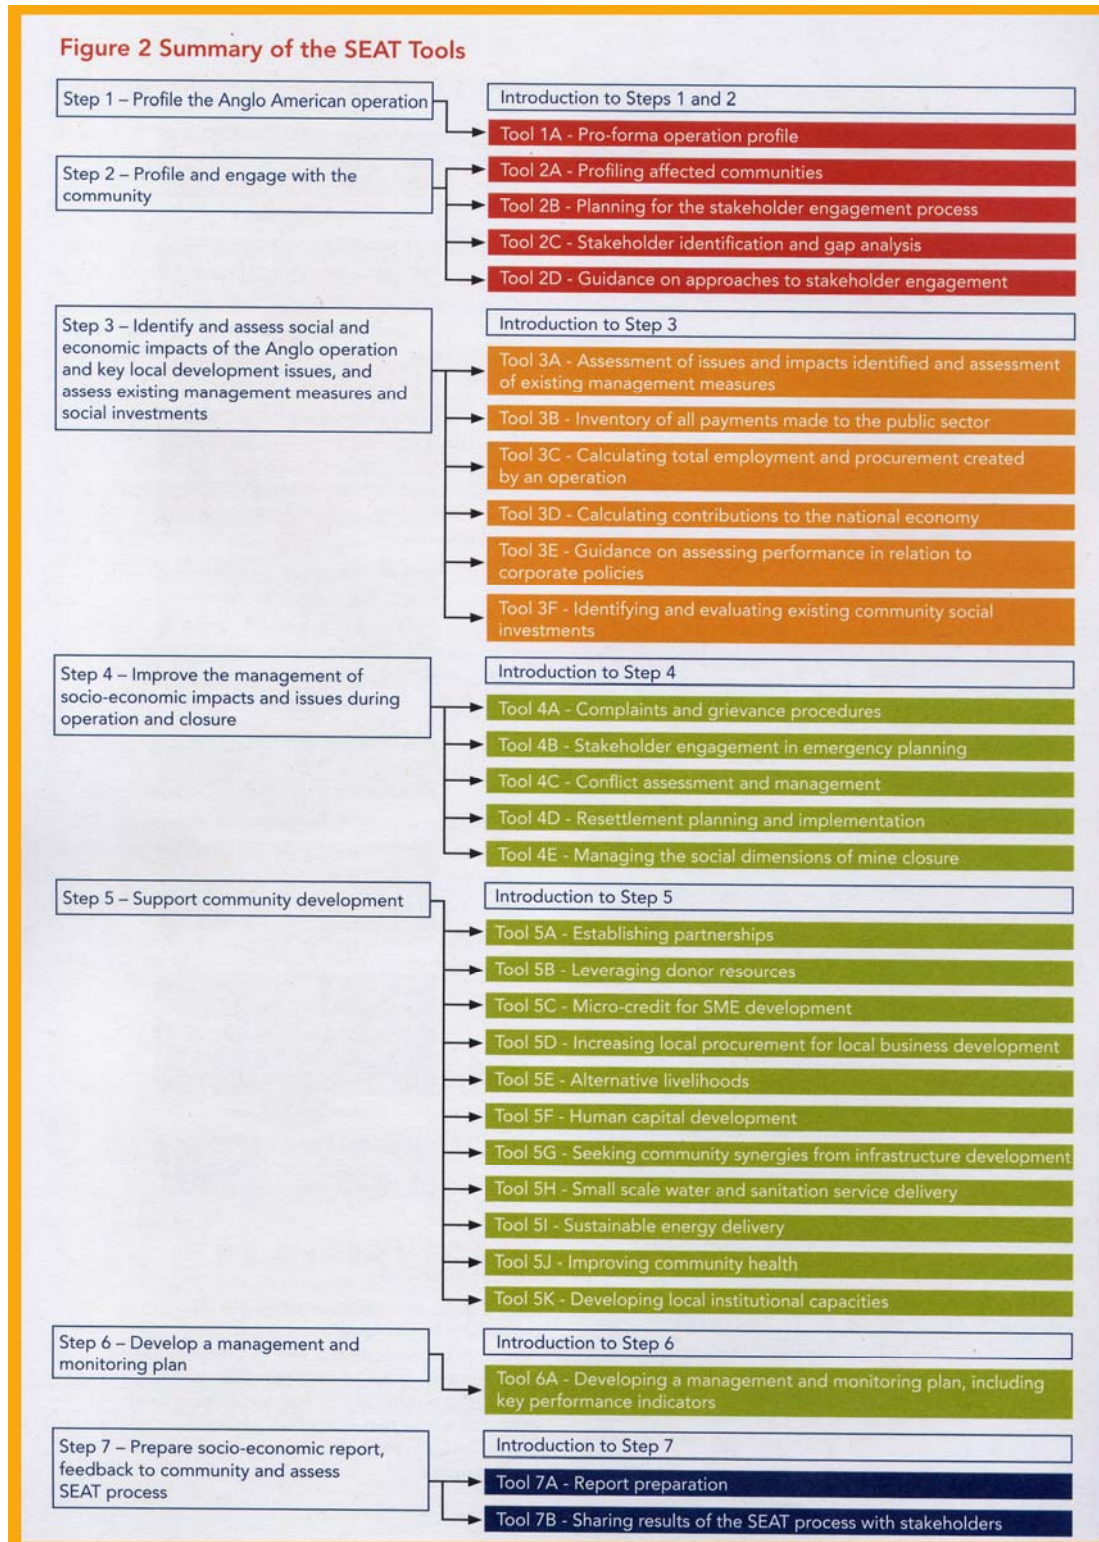 Figure 2 Summary of the SEAT Tools
Step 1 – Profile the Anglo American operation
Introduction to Steps 1 and 2
Tool 1A - Pro-forma operation profile
Step 2 – Profile and engage with the
community
Tool 2A - Profiling affected communities
Tool 2B - Planning for the stakeholder engagement process
Tool 2C - Stakeholder identification and gap analysis
Tool 2D - Guidance on approaches to stakeholder engagement
Step 3 – Identify and assess social and
economic impacts of the Anglo operation
and key local development issues, and
assess existing management measures and
social investments
Introduction to Step 3
Tool 3A - Assessment of issues and impacts identified and assessment
of existing management measures
Tool 3B - Inventory of all payments made to the public sector
Tool 3C - Calculating total employment and procurement created
by an operation
Tool 3D - Calculating contributions to the national economy
Tool 3E - Guidance on assessing performance in relation to
corporate policies
Tool 3F - Identifying and evaluating existing community social
investments
Step 4 – Improve the management of
socio-economic impacts and issues during
operation and closure
Introduction to Step 4
Tool 4A - Complaints and grievance procedures
Tool 4B - Stakeholder engagement in emergency planning
Tool 4C - Conflict assessment and management
Tool 4D - Resettlement planning and implementation
Tool 4E - Managing the social dimensions of mine closure
Step 5 – Support community development
Introduction to Step 5
Tool 5A - Establishing partnerships
Tool 5B - Leveraging donor resources
Tool 5C - Micro-credit for SME development
Tool 5D - Increasing local procurement for local business development
Tool 5E - Alternative livelihoods
Tool 5F - Human capital development
Tool 5G - Seeking community synergies from infrastructure development
Tool 5H - Small scale water and sanitation service delivery
Tool 5I - Sustainable energy delivery
Tool 5J - Improving community health
Tool 5K - Developing local institutional capacities
Step 6 – Develop a management and
monitoring plan
Introduction to Step 6
Tool 6A - Developing a management and monitoring plan, including
key performance indicators
Step 7 – Prepare socio-economic report,
feedback to community and assess
SEAT process
Introduction to Step 7
Tool 7A - Report preparation
Tool 7B - Sharing results of the SEAT process with stakeholders